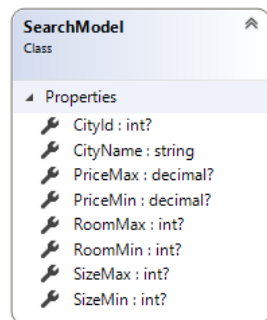 SearchModel
Class
Properties
CityId : int?
CityName : string
PriceMax : decimal?
PriceMin : decimal?
RoomMax : int?
RoomMin : int?
SizeMax : int?
SizeMin : int?